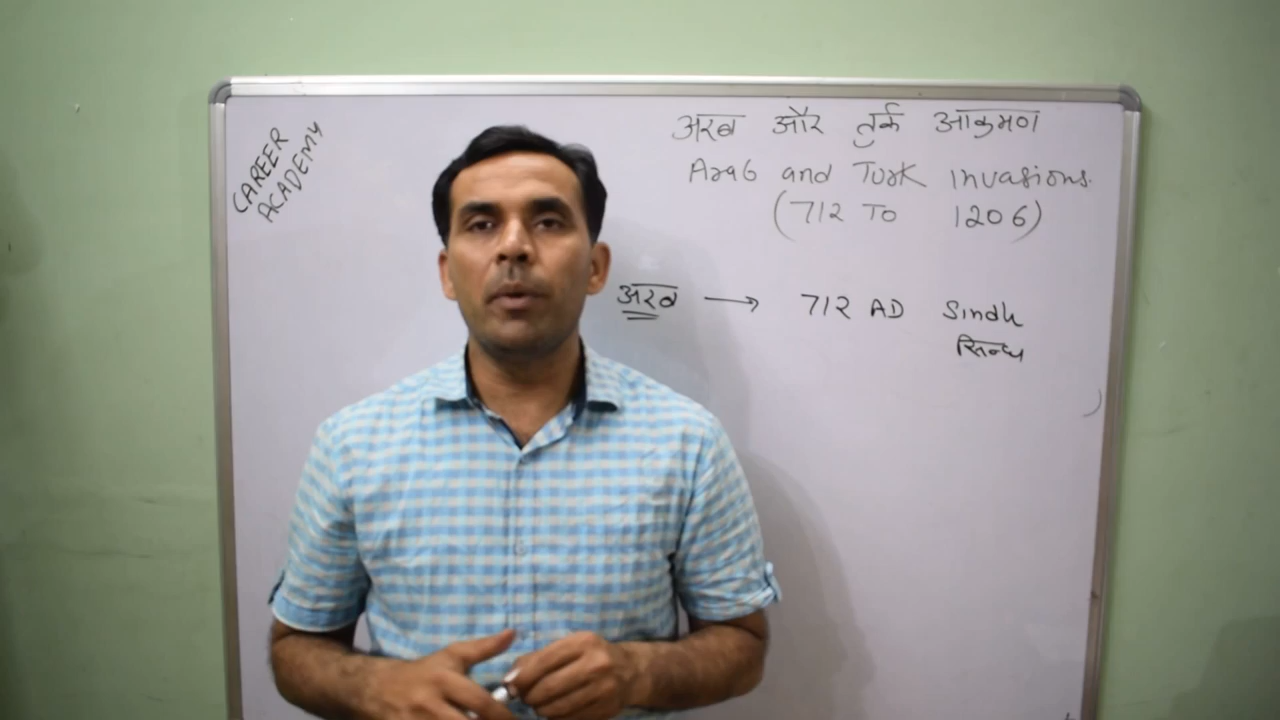 CAREER
ACADEMY
अरब और तुर्क आक्रमण
Arab and Turk Invasions.
(712 To 1206)
अरब → 712 AD Sindh
सिन्ध